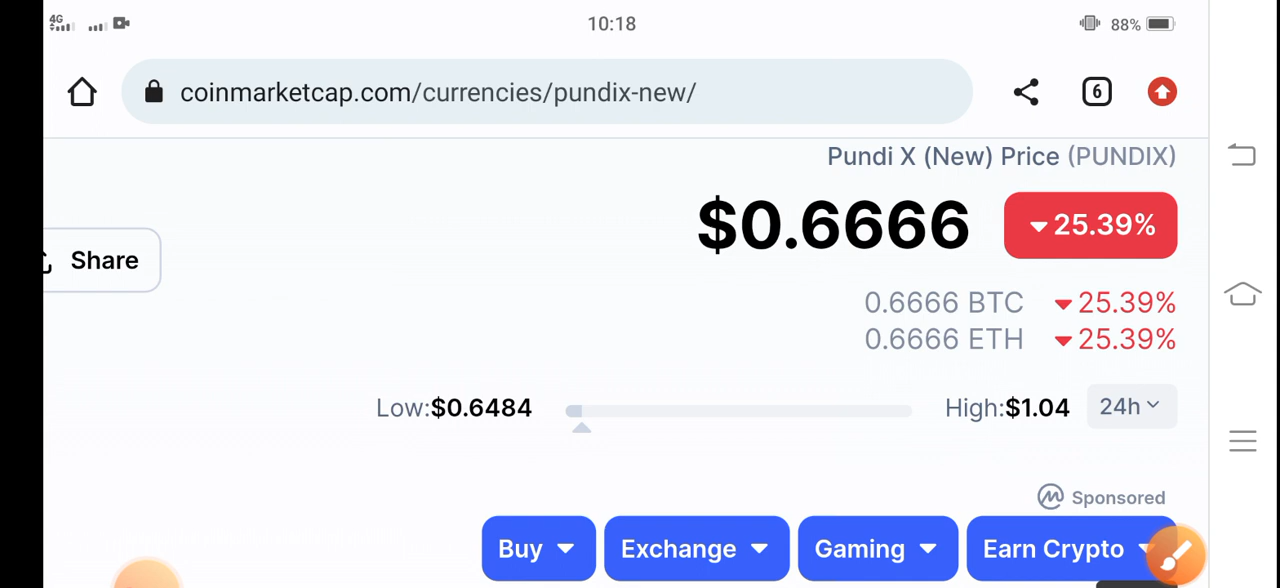 4G 10:18 88%
coinmarketcap.com/currencies/pundix-new/ 6
Pundi X (New) Price (PUNDIX)
$0.6666 25.39%
Share
0.6666 BTC 25.39%
0.6666 ETH 25.39%
Low:$0.6484 High:$1.04 24h
Sponsored
Buy Exchange Gaming Earn Crypto